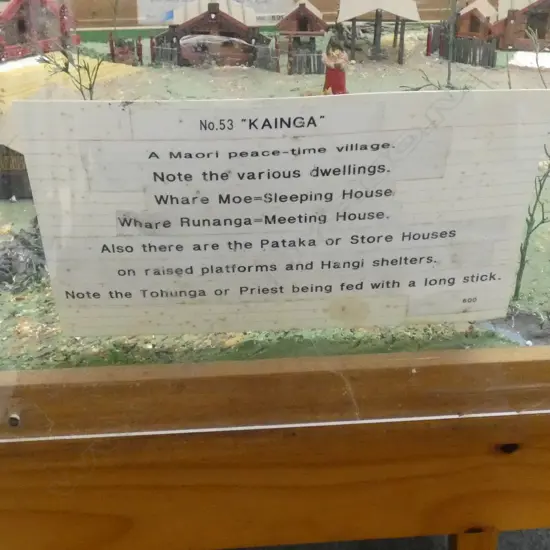 No.53 "KAINGA"
A Maori peace-time village.
Note the various dwellings.
Whare Moe=Sleeping House
Whare Runanga=Meeting House.
Also there are the Pataka or Store Houses
on raised platforms and Hangi shelters.
Note the Tohunga or Priest being fed with a long stick.
600